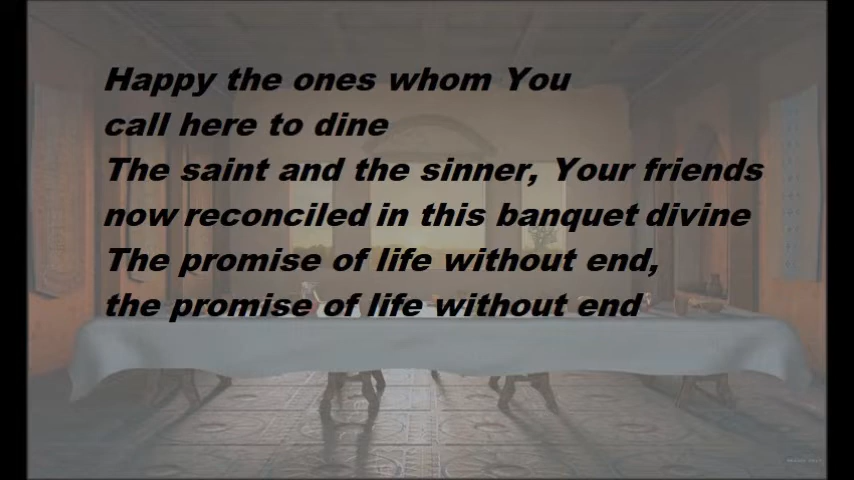 Happy the ones whom You
call here to dine
The saint and the sinner, Your friends
now reconciled in this banquet divine
The promise of life without end,
the promise of life without end